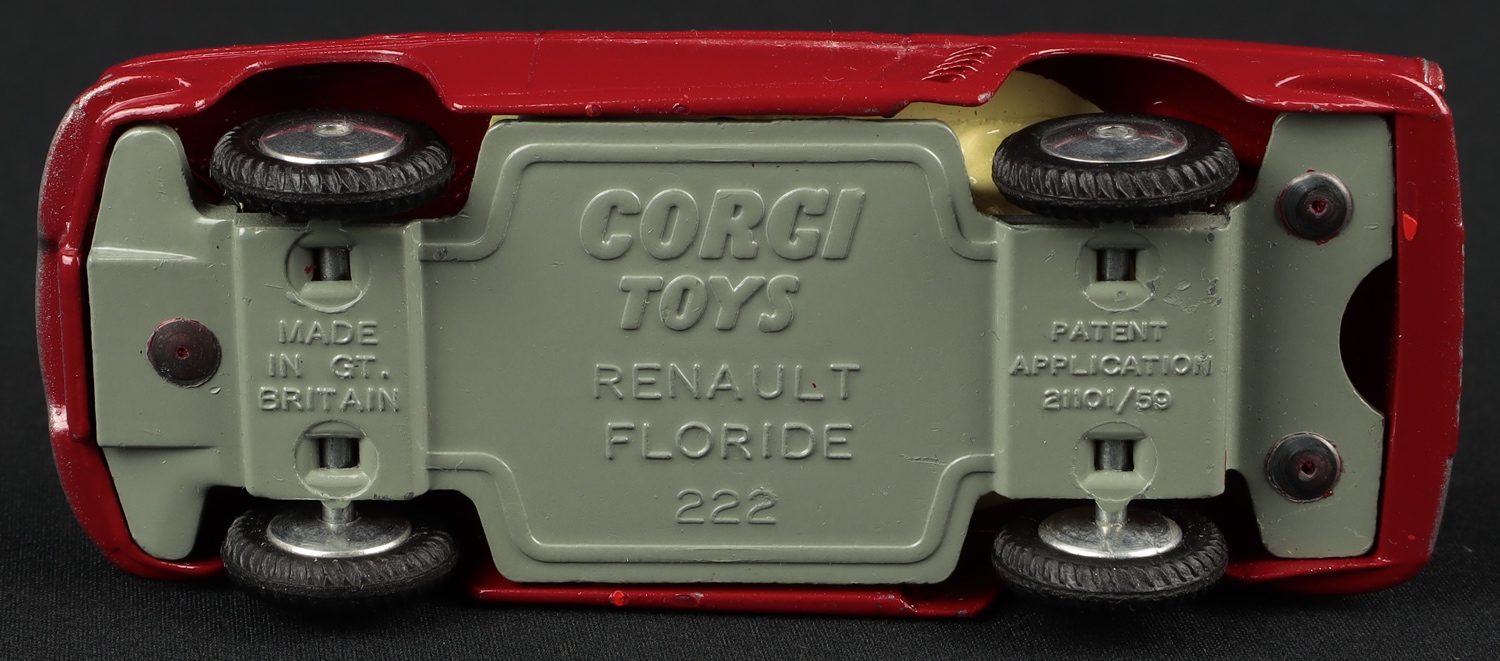 CORGI
TOYS
RENAULT
FLORIDE
222
MADE
IN GT.
BRITAIN
PATENT
APPLICATION
21101/59